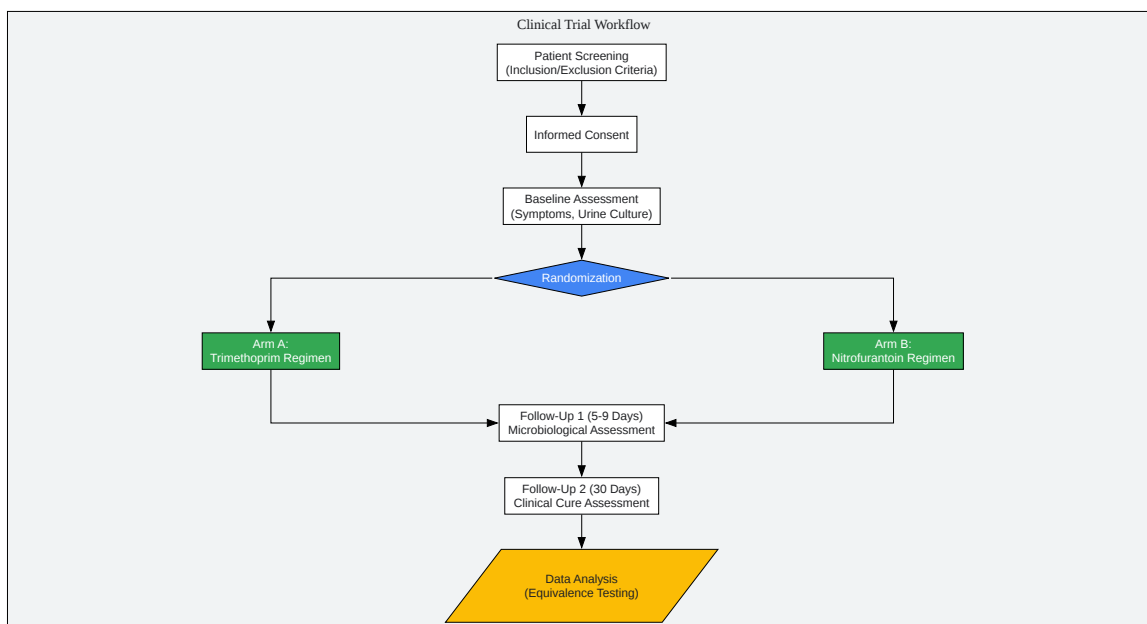 Clinical Trial Workflow
Patient Screening
(Inclusion/Exclusion Criteria)
Informed Consent
Baseline Assessment
(Symptoms, Urine Culture)
Randomization
Arm A:
Trimethoprim Regimen
Arm B:
Nitrofurantoin Regimen
Follow-Up 1 (5-9 Days)
Microbiological Assessment
Follow-Up 2 (30 Days)
Clinical Cure Assessment
Data Analysis
(Equivalence Testing)